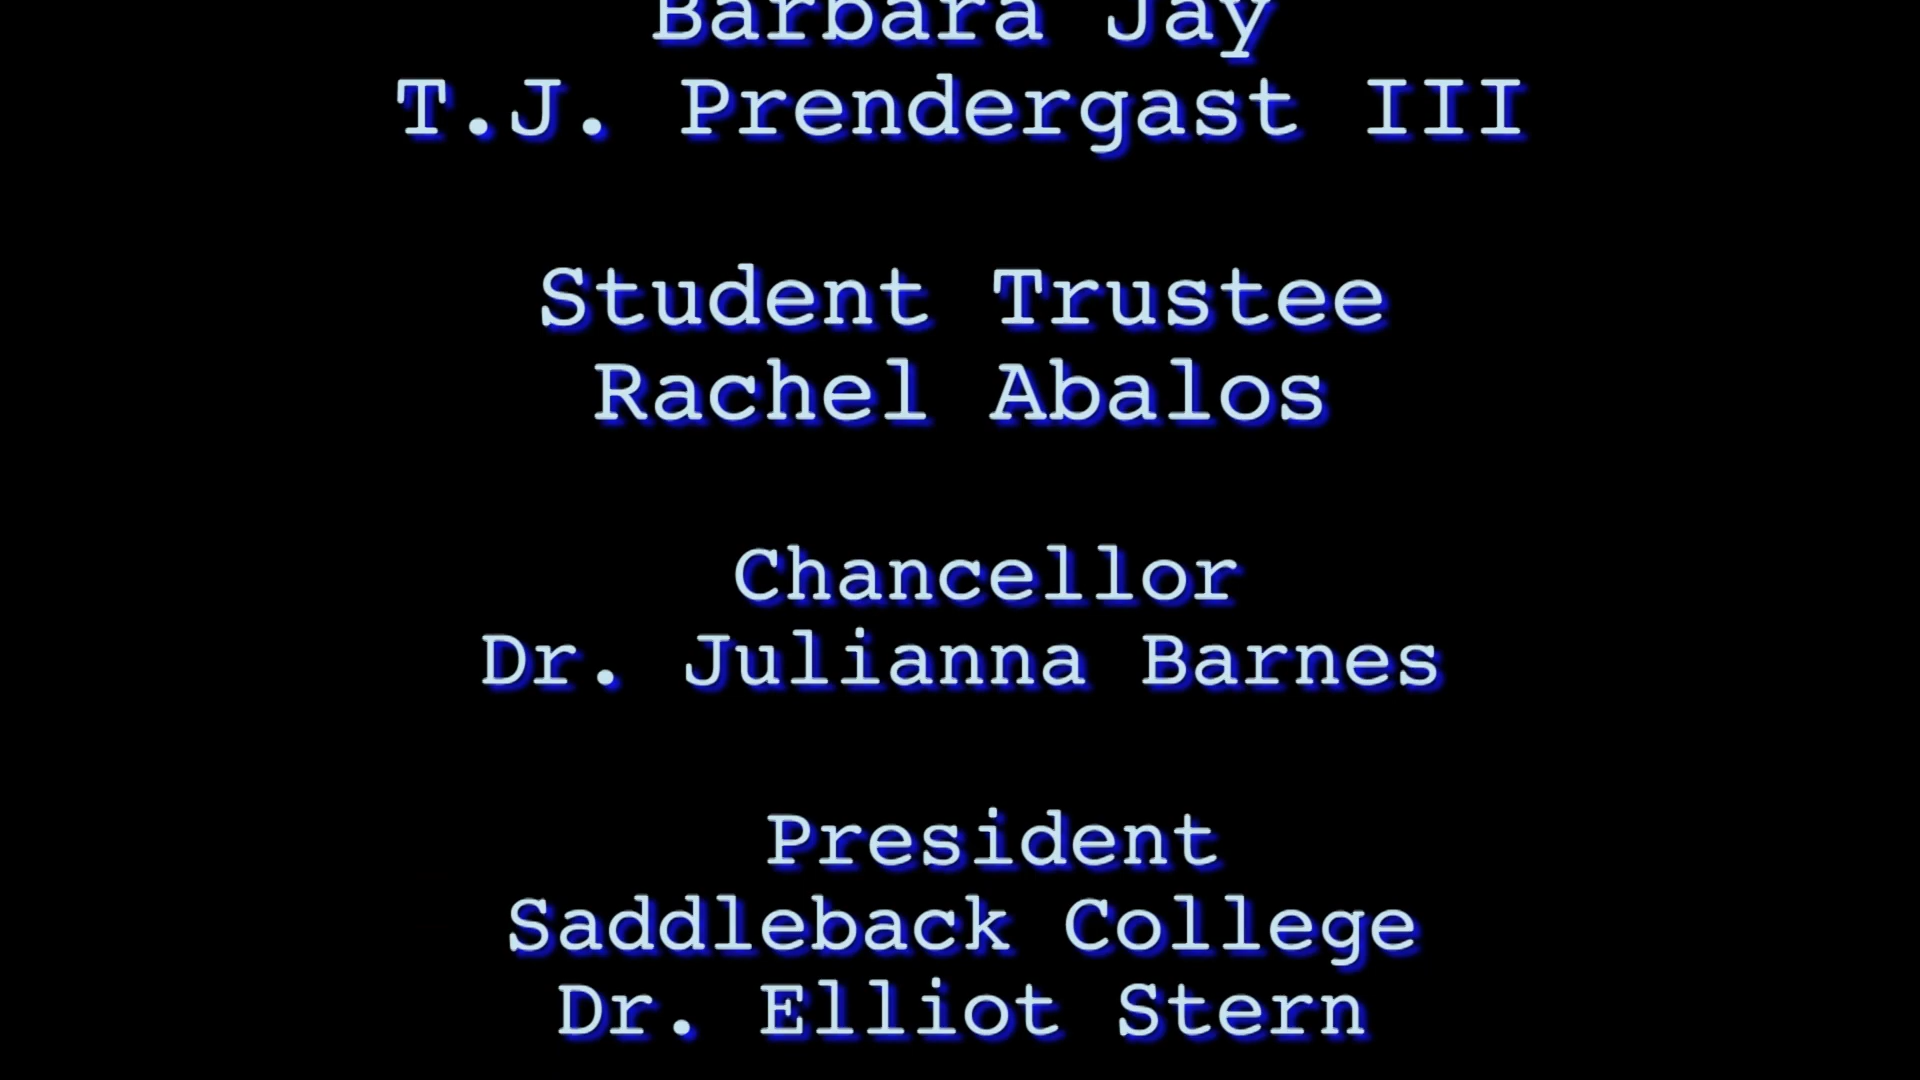 Barbara Jay
T.J. Prendergast III
Student Trustee
Rachel Abalos
Chancellor
Dr. Julianna Barnes
President
Saddleback College
Dr. Elliot Stern